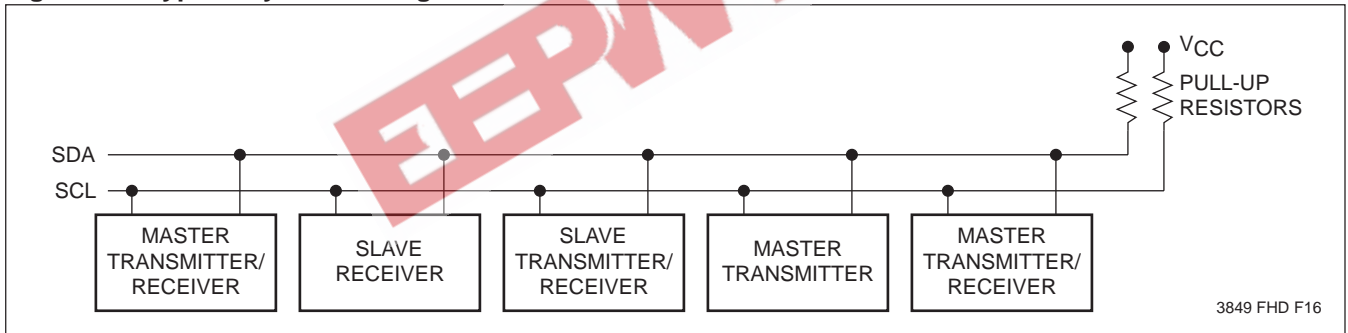 VCC
PULL-UP
RESISTORS
SDA
SCL
MASTER
TRANSMITTER/
RECEIVER
SLAVE
RECEIVER
SLAVE
TRANSMITTER/
RECEIVER
MASTER
TRANSMITTER
MASTER
TRANSMITTER/
RECEIVER
3849 FHD F16